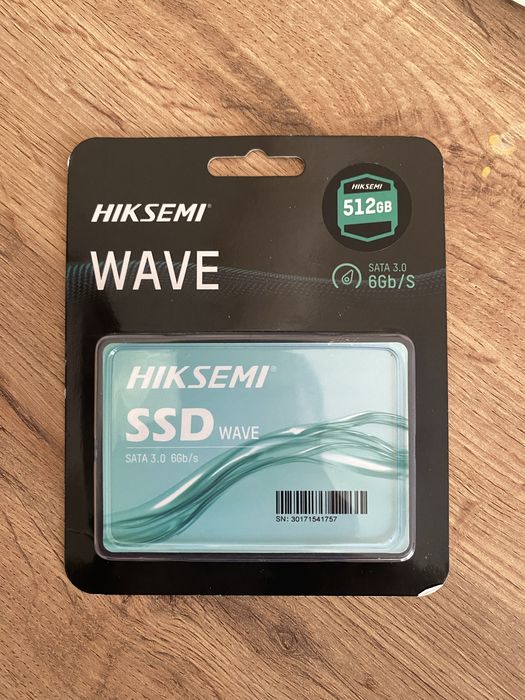 HIKSEMI®
WAVE
HIKSEMI
512GB
SATA 3.0
6Gb/S
HIKSEMI®
SSD WAVE
SATA 3.0 6Gb/s
SN: 30171541757